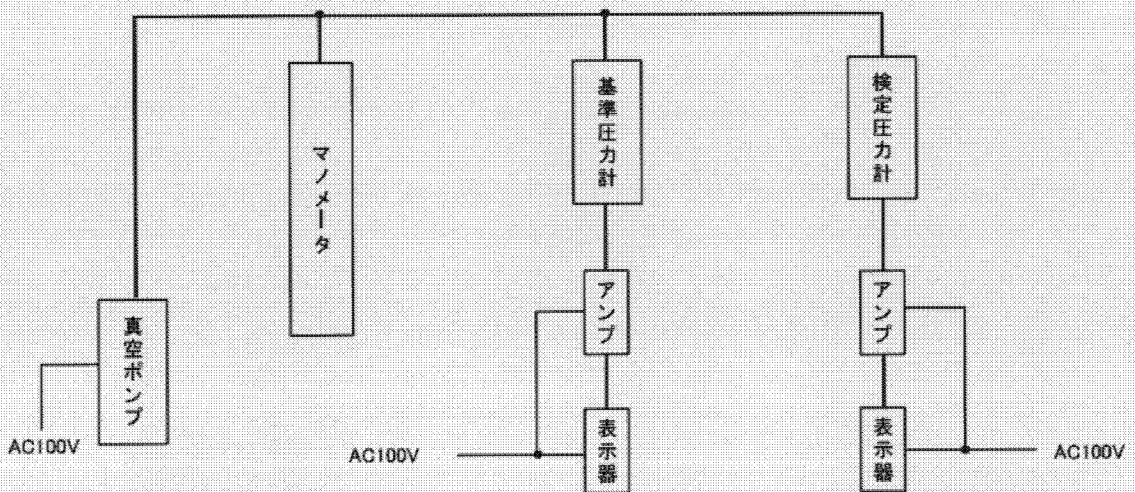 マノメータ
基準圧力計
検定圧力計
真空ポンプ
アンプ
アンプ
表示器
表示器
AC100V
AC100V
AC100V